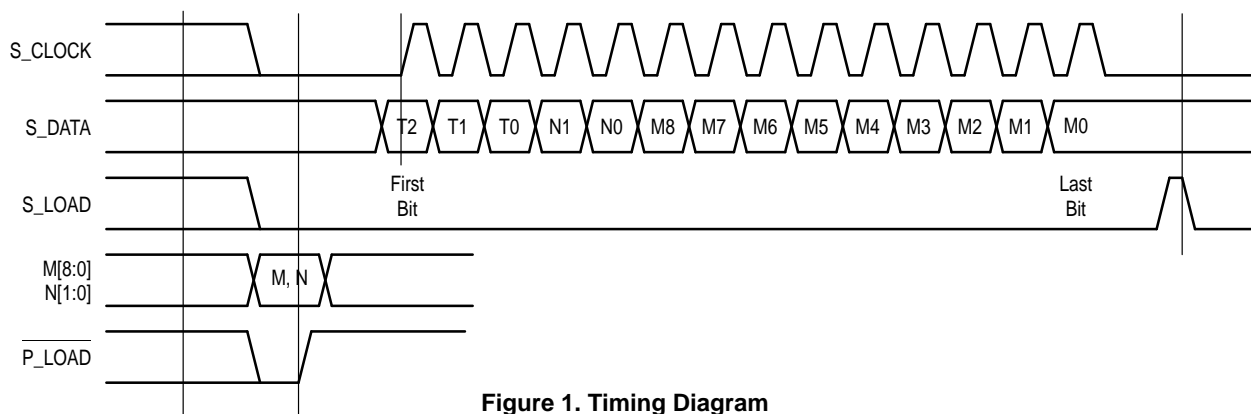 S_CLOCK
S_DATA
T2 T1 T0 N1 N0 M8 M7 M6 M5 M4 M3 M2 M1 M0
First
Bit
Last
Bit
S_LOAD
M[8:0]
N[1:0]
M, N
P_LOAD
Figure 1. Timing Diagram